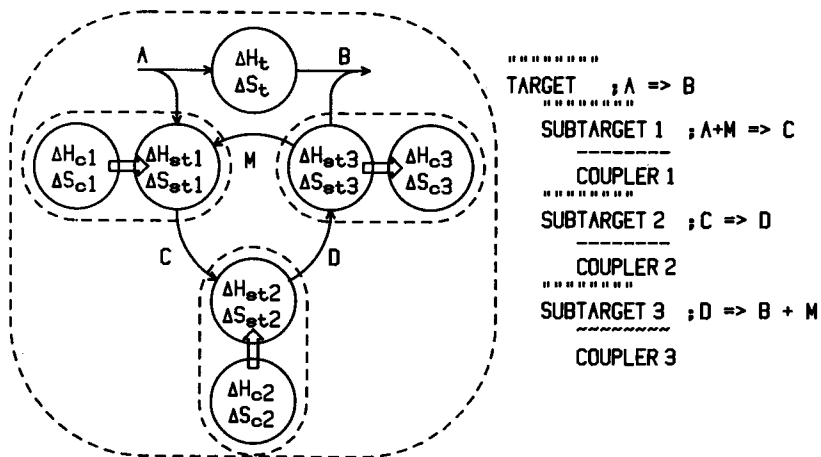 A
B
ΔHt
ΔSt
ΔHc1
ΔSc1
ΔHst1
ΔSst1
M
ΔHst3
ΔSst3
ΔHc3
ΔSc3
C
D
ΔHst2
ΔSst2
ΔHc2
ΔSc2
""""""""
TARGET ;A => B
""""""""
SUBTARGET 1 ;A+M => C
--------
COUPLER 1
""""""""
SUBTARGET 2 ;C => D
--------
COUPLER 2
""""""""
SUBTARGET 3 ;D => B + M
~~~~~~~~
COUPLER 3